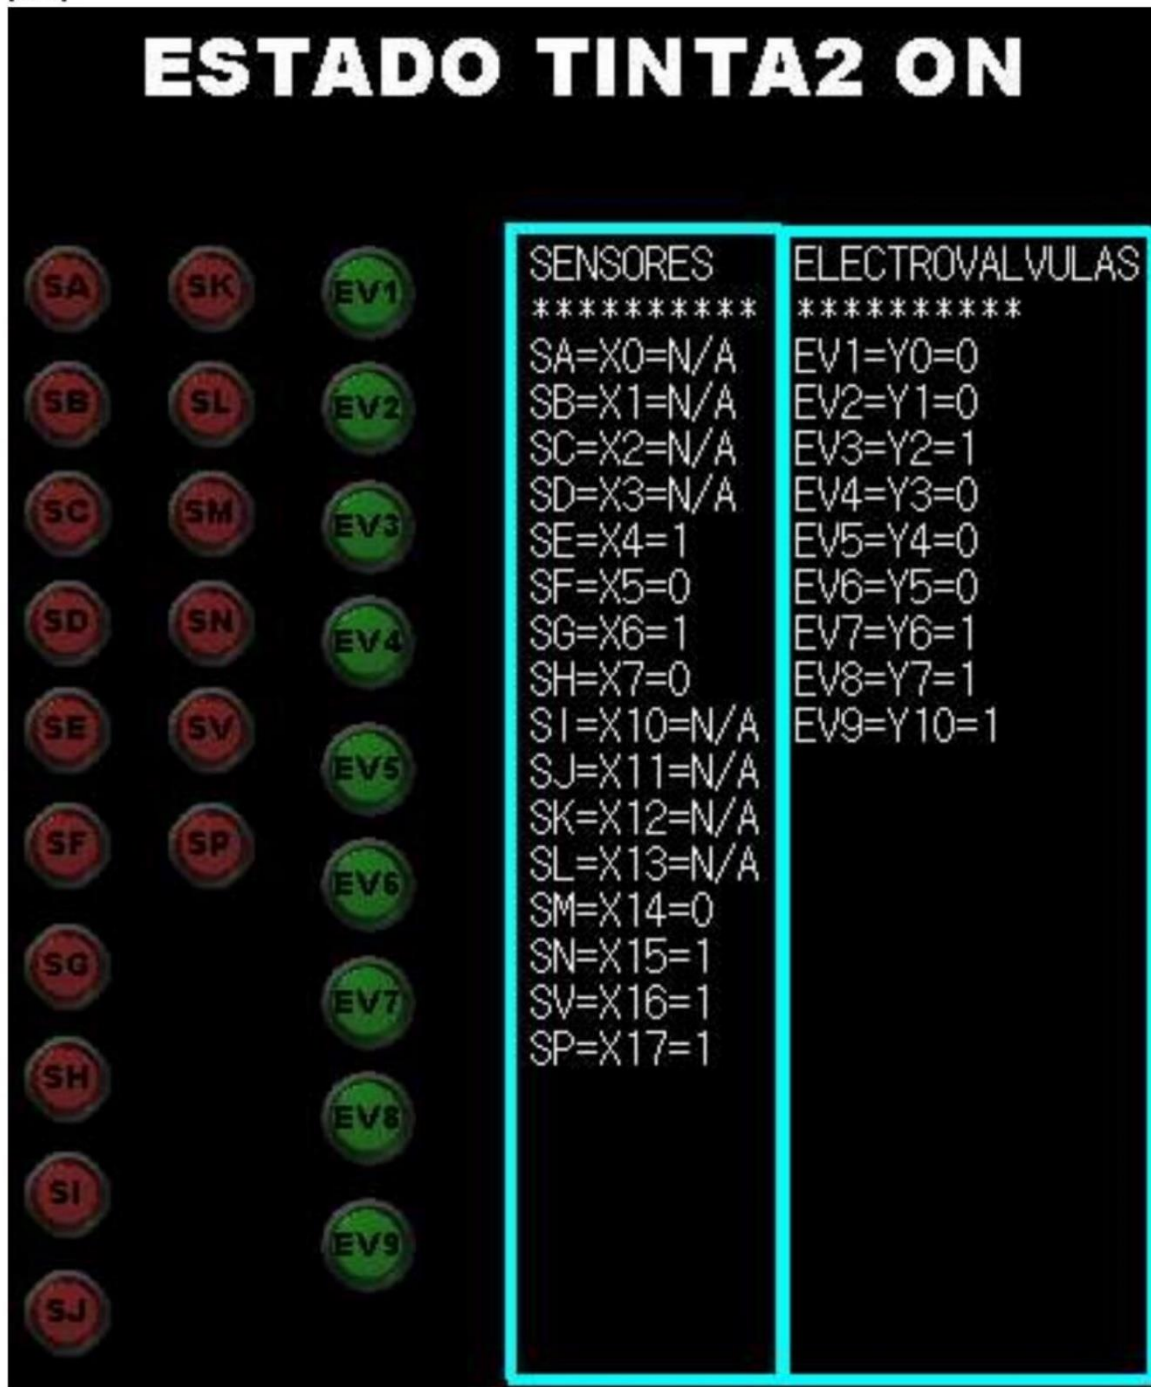 ESTADO TINTA2 ON
SA SK EV1
SB SL EV2
SC SM EV3
SD SN EV4
SE SV EV5
SF SP EV6
SG EV7
SH EV8
SI EV9
SJ
SENSORES
**********
SA=X0=N/A
SB=X1=N/A
SC=X2=N/A
SD=X3=N/A
SE=X4=1
SF=X5=0
SG=X6=1
SH=X7=0
SI=X10=N/A
SJ=X11=N/A
SK=X12=N/A
SL=X13=N/A
SM=X14=0
SN=X15=1
SV=X16=1
SP=X17=1
ELECTROVALVULAS
**********
EV1=Y0=0
EV2=Y1=0
EV3=Y2=1
EV4=Y3=0
EV5=Y4=0
EV6=Y5=0
EV7=Y6=1
EV8=Y7=1
EV9=Y10=1